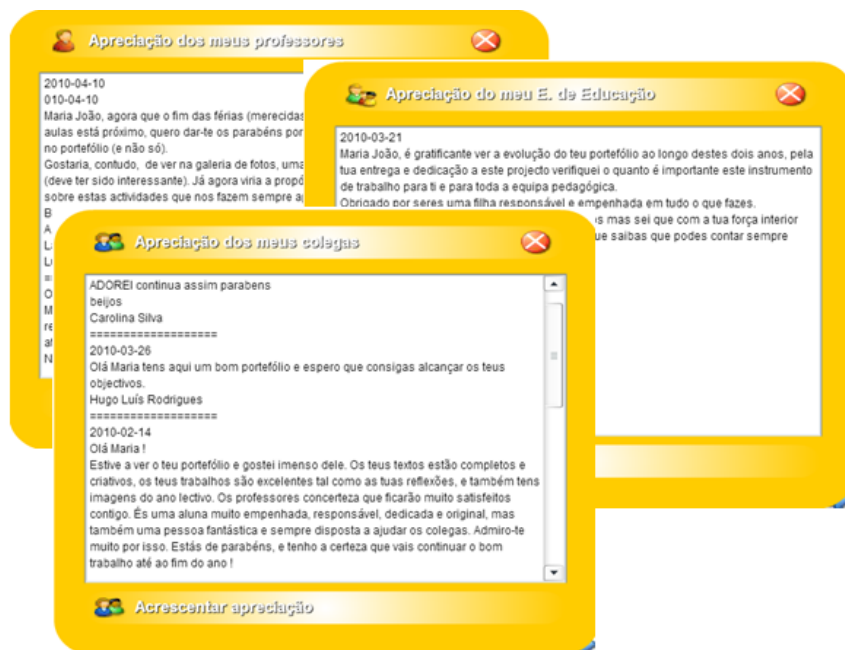 Apreciação dos meus professores
2010-04-10
010-04-10
Maria João, agora que o fim das férias (merecidas
aulas está próximo, quero dar-te os parabéns por
no portefólio (e não só).
Gostaria, contudo, de ver na galeria de fotos, uma
(deve ter sido interessante). Já agora viria a propó
sobre estas actividades que nos fazem sempre a
B
A
L
L
=
O
M
re
at
N
Apreciação do meu E. de Educação
2010-03-21
Maria João, é gratificante ver a evolução do teu portefólio ao longo destes dois anos, pela
tua entrega e dedicação a este projecto verifiquei o quanto é importante este instrumento
de trabalho para ti e para toda a equipa pedagógica.
Obrigado por seres uma filha responsável e empenhada em tudo o que fazes.
os mas sei que com a tua força interior
ue saibas que podes contar sempre
Apreciação dos meus colegas
ADOREI continua assim parabens
beijos
Carolina Silva
===================
2010-03-26
Olá Maria tens aqui um bom portefólio e espero que consigas alcançar os teus
objectivos.
Hugo Luís Rodrigues
===================
2010-02-14
Olá Maria !
Estive a ver o teu portefólio e gostei imenso dele. Os teus textos estão completos e
criativos, os teus trabalhos são excelentes tal como as tuas reflexões, e também tens
imagens do ano lectivo. Os professores concerteza que ficarão muito satisfeitos
contigo. És uma aluna muito empenhada, responsável, dedicada e original, mas
também uma pessoa fantástica e sempre disposta a ajudar os colegas. Admiro-te
muito por isso. Estás de parabéns, e tenho a certeza que vais continuar o bom
trabalho até ao fim do ano !
Acrescentar apreciação